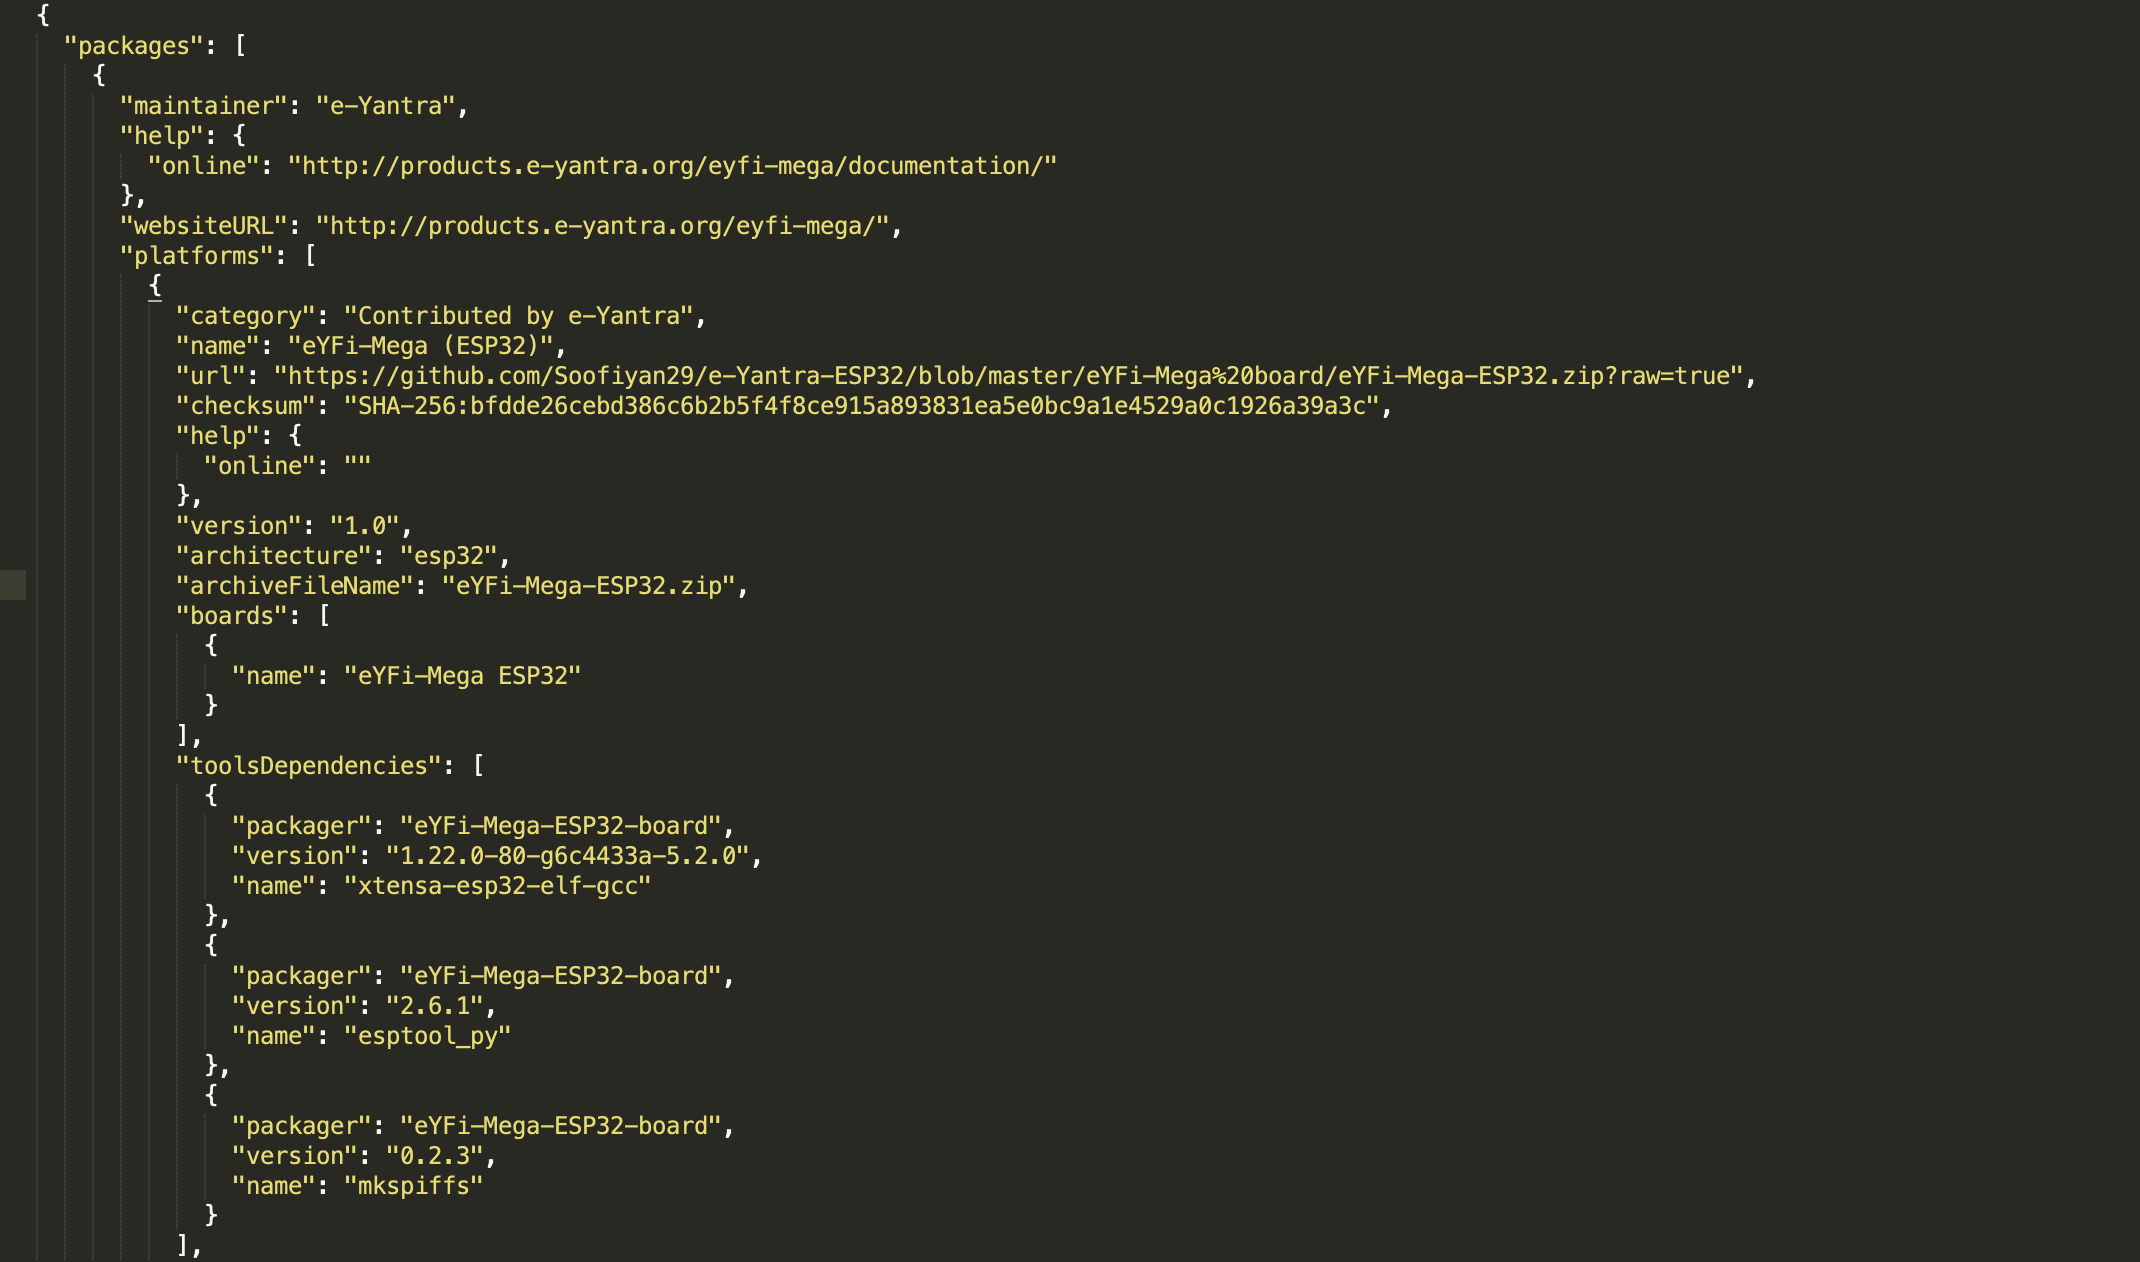 {
"packages": [
{
"maintainer": "e-Yantra",
"help": {
"online": "http://products.e-yantra.org/eyfi-mega/documentation/"
},
"websiteURL": "http://products.e-yantra.org/eyfi-mega/",
"platforms": [
{
"category": "Contributed by e-Yantra",
"name": "eYFi-Mega (ESP32)",
"url": "https://github.com/Soofiyan29/e-Yantra-ESP32/blob/master/eYFi-Mega%20board/eYFi-Mega-ESP32.zip?raw=true",
"checksum": "SHA-256:bfdde26cebd386c6b2b5f4f8ce915a893831ea5e0bc9a1e4529a0c1926a39a3c",
"help": {
"online": ""
},
"version": "1.0",
"architecture": "esp32",
"archiveFileName": "eYFi-Mega-ESP32.zip",
"boards": [
{
"name": "eYFi-Mega ESP32"
}
],
"toolsDependencies": [
{
"packager": "eYFi-Mega-ESP32-board",
"version": "1.22.0-80-g6c4433a-5.2.0",
"name": "xtensa-esp32-elf-gcc"
},
{
"packager": "eYFi-Mega-ESP32-board",
"version": "2.6.1",
"name": "esptool_py"
},
{
"packager": "eYFi-Mega-ESP32-board",
"version": "0.2.3",
"name": "mkspiffs"
}
],